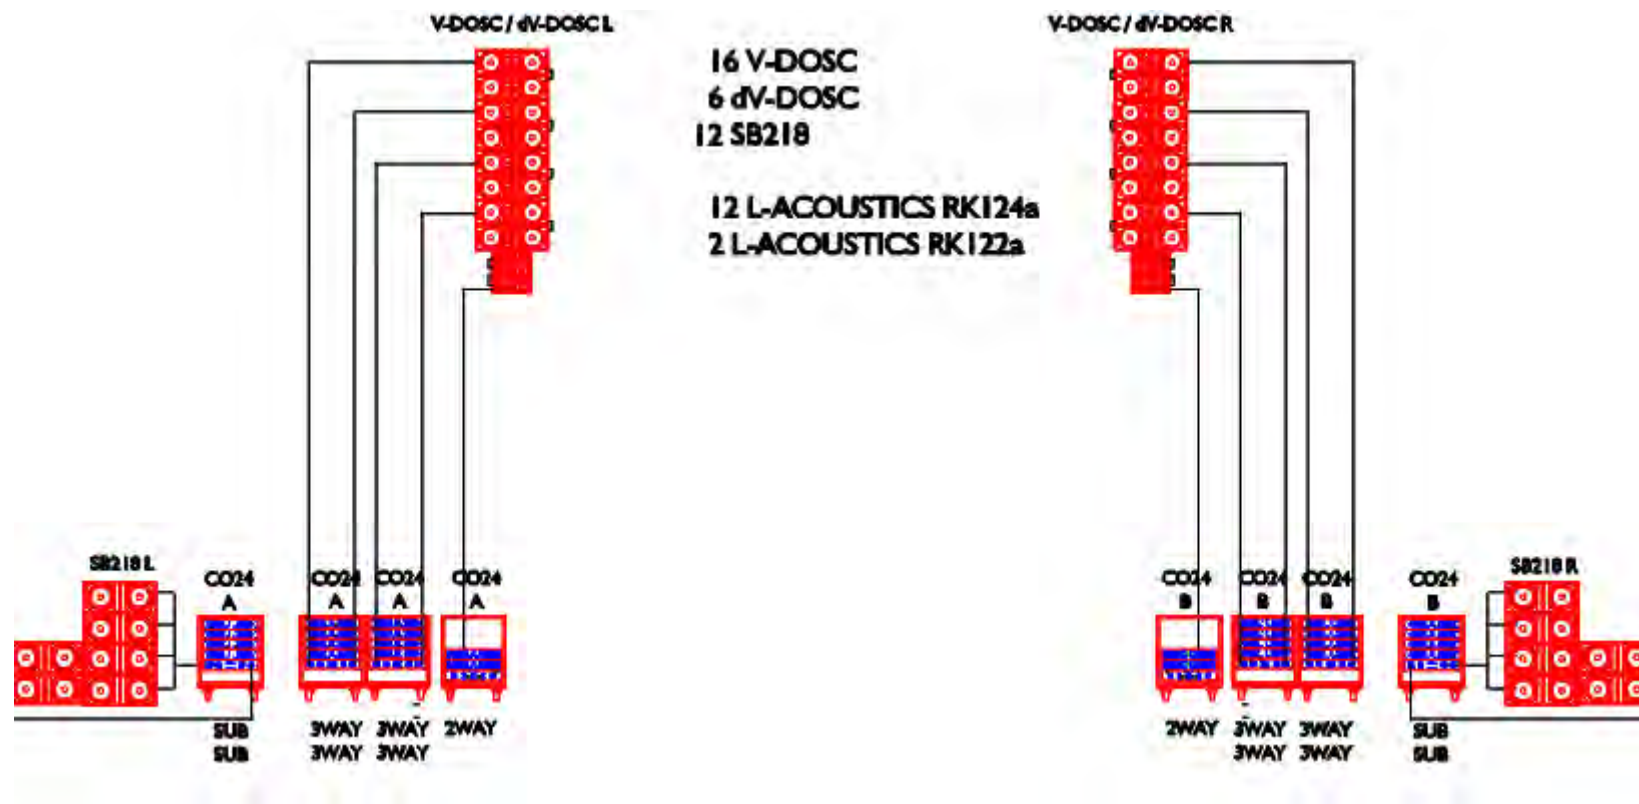 V-DOSC / dV-DOSC L
V-DOSC / dV-DOSC R
16 V-DOSC
6 dV-DOSC
12 SB218
12 L-ACOUSTICS RK124a
2 L-ACOUSTICS RK122a
SB218 L
CO24
A
CO24
A
CO24
A
CO24
A
CO24
B
CO24
B
CO24
B
CO24
B
SB218 R
SUB
SUB
3WAY
3WAY
3WAY
3WAY
2WAY
2WAY
3WAY
3WAY
3WAY
3WAY
SUB
SUB